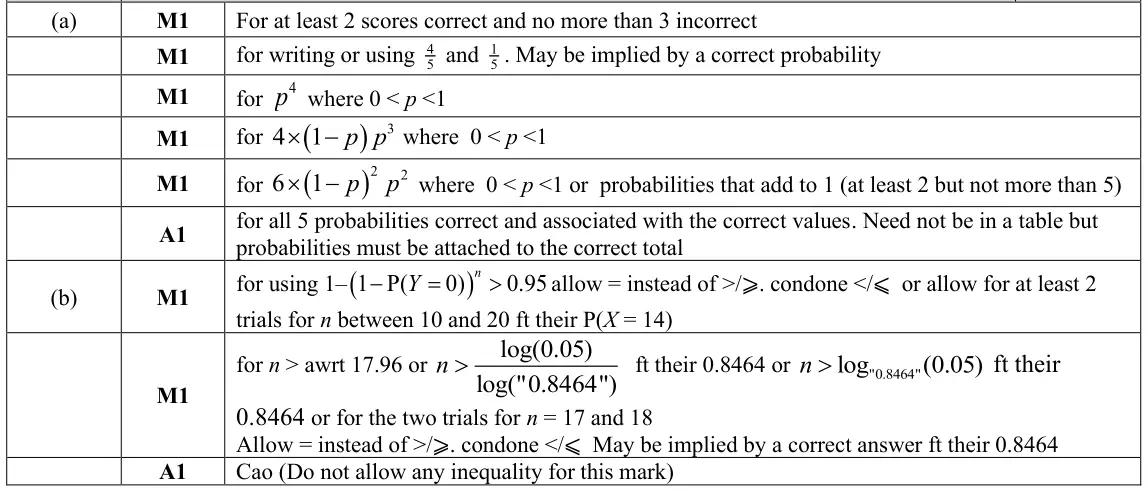 (a) M1 For at least 2 scores correct and no more than 3 incorrect
M1 for writing or using 4/5 and 1/5 . May be implied by a correct probability
M1 for p⁴ where 0 < p <1
M1 for 4×(1− p) p³ where 0 < p <1
M1 for 6×(1− p)² p² where 0 < p <1 or probabilities that add to 1 (at least 2 but not more than 5)
A1 for all 5 probabilities correct and associated with the correct values. Need not be in a table but
probabilities must be attached to the correct total
(b) M1 for using 1–(1−P(Y = 0))ⁿ > 0.95 allow = instead of >/⩾. condone </⩽ or allow for at least 2
trials for n between 10 and 20 ft their P(X = 14)
M1 for n > awrt 17.96 or n > log(0.05)/log("0.8464") ft their 0.8464 or n > log"0.8464"(0.05) ft their
0.8464 or for the two trials for n = 17 and 18
Allow = instead of >/⩾. condone </⩽ May be implied by a correct answer ft their 0.8464
A1 Cao (Do not allow any inequality for this mark)